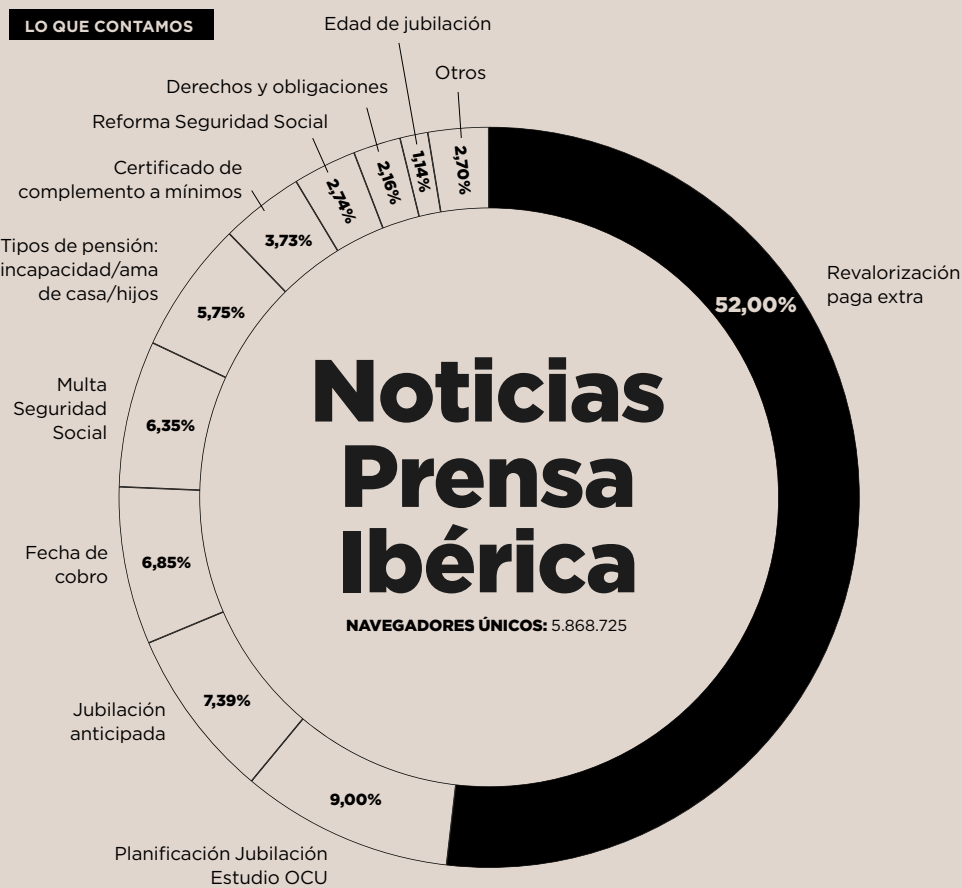 LO QUE CONTAMOS
Edad de jubilación
Otros
Derechos y obligaciones
Reforma Seguridad Social
Certificado de
complemento a mínimos
Tipos de pensión:
incapacidad/ama
de casa/hijos
Multa
Seguridad
Social
Fecha de
cobro
Jubilación
anticipada
Planificación Jubilación
Estudio OCU
Revalorización
paga extra
2,70%
1,14%
2,16%
2,74%
3,73%
5,75%
6,35%
6,85%
7,39%
9,00%
52,00%
Noticias
Prensa
Ibérica
NAVEGADORES ÚNICOS: 5.868.725